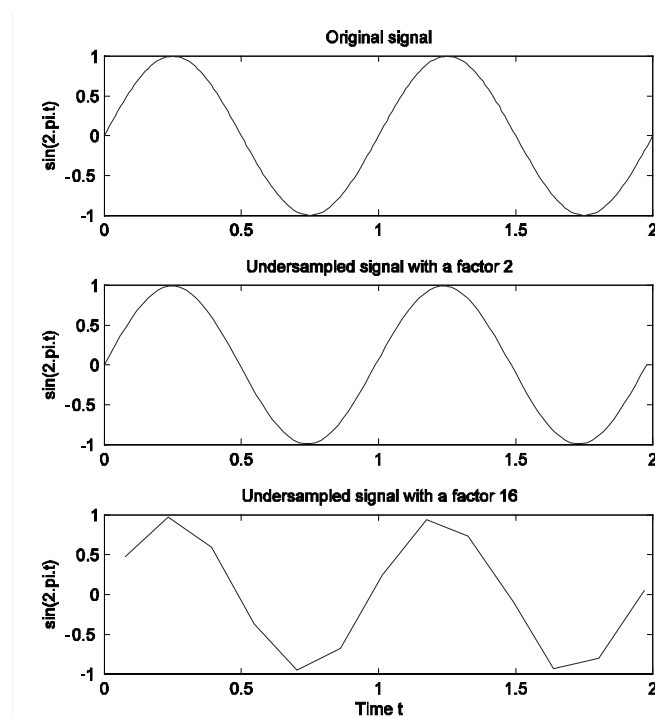 Original signal
1
0.5
0
-0.5
-1
sin(2.pi.t)
0 0.5 1 1.5 2
Undersampled signal with a factor 2
1
0.5
0
-0.5
-1
sin(2.pi.t)
0 0.5 1 1.5 2
Undersampled signal with a factor 16
1
0.5
0
-0.5
-1
sin(2.pi.t)
0 0.5 1 1.5 2
Time t